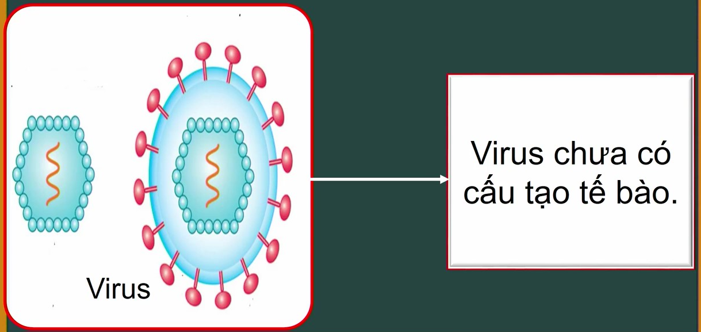 Virus
Virus chưa có
cấu tạo tế bào.